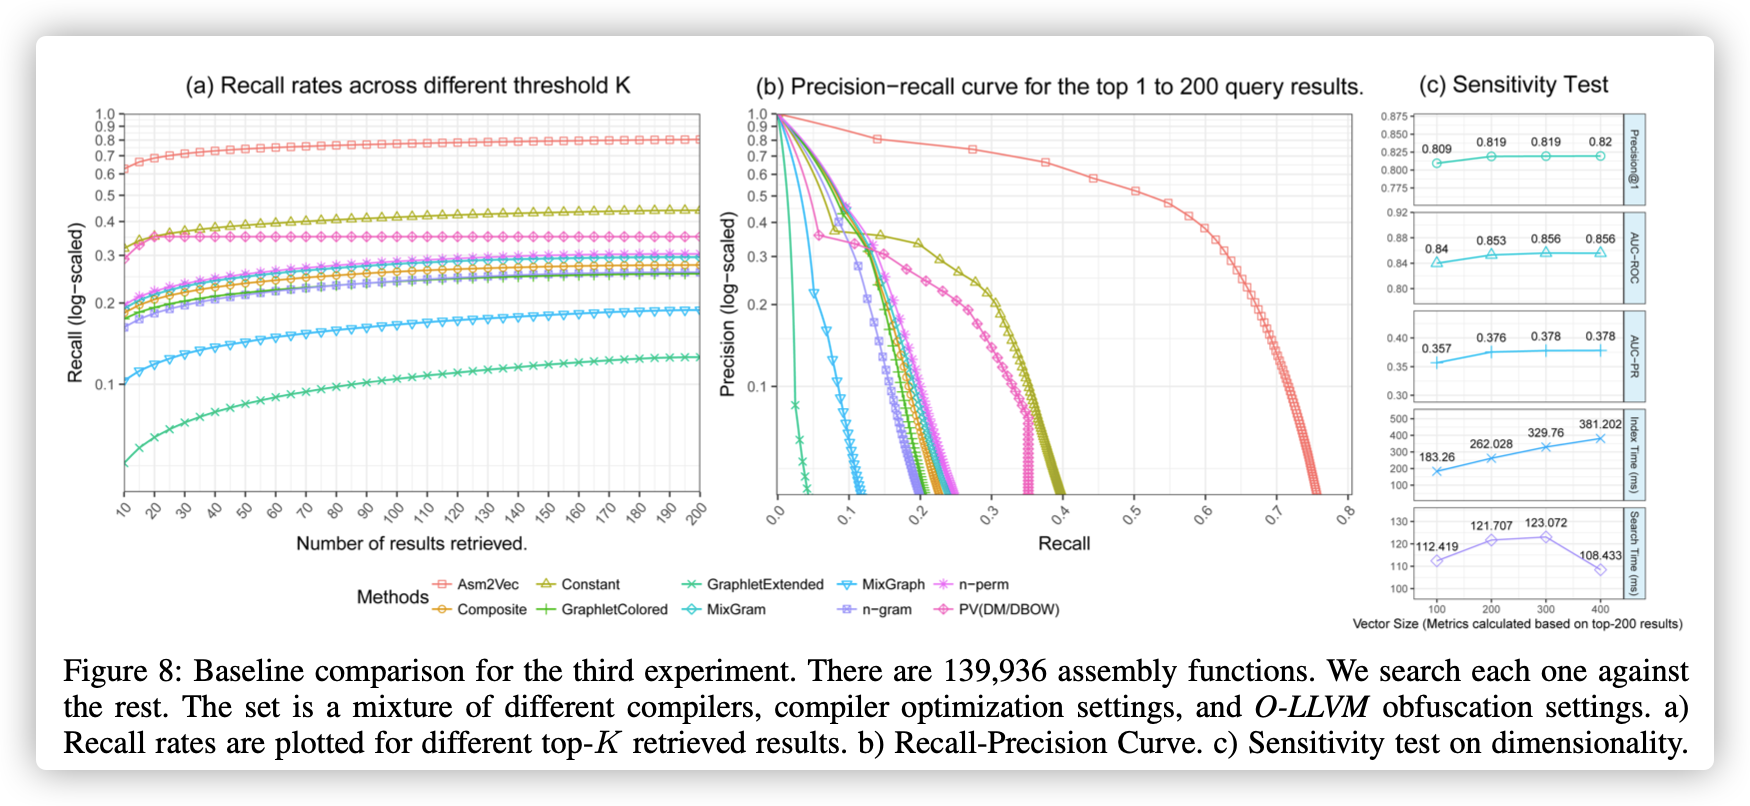 (a) Recall rates across different threshold K
1.0
0.9
0.8
0.7
0.6
0.5
0.4
0.3
0.2
0.1
Recall (log−scaled)
10 20 30 40 50 60 70 80 90 100 110 120 130 140 150 160 170 180 190 200
Number of results retrieved.
(b) Precision−recall curve for the top 1 to 200 query results.
1.0
0.9
0.8
0.7
0.6
0.5
0.4
0.3
0.2
0.1
Precision (log−scaled)
0.0 0.1 0.2 0.3 0.4 0.5 0.6 0.7 0.8
Recall
Methods
Asm2Vec Constant GraphletExtended MixGraph n−perm
Composite GraphletColored MixGram n−gram PV(DM/DBOW)
(c) Sensitivity Test
0.875
0.850
0.825
0.800
0.775
0.809 0.819 0.819 0.82
Precision@1
0.92
0.88
0.84
0.80
0.84 0.853 0.856 0.856
AUC−ROC
0.40
0.35
0.30
0.357 0.376 0.378 0.378
AUC−PR
500
400
300
200
100
183.26 262.028 329.76 381.202
Index Time (ms)
130
120
110
100
112.419 121.707 123.072 108.433
Search Time (ms)
100 200 300 400
Vector Size (Metrics calculated based on top-200 results)
Figure 8: Baseline comparison for the third experiment. There are 139,936 assembly functions. We search each one against
the rest. The set is a mixture of different compilers, compiler optimization settings, and O-LLVM obfuscation settings. a)
Recall rates are plotted for different top-K retrieved results. b) Recall-Precision Curve. c) Sensitivity test on dimensionality.